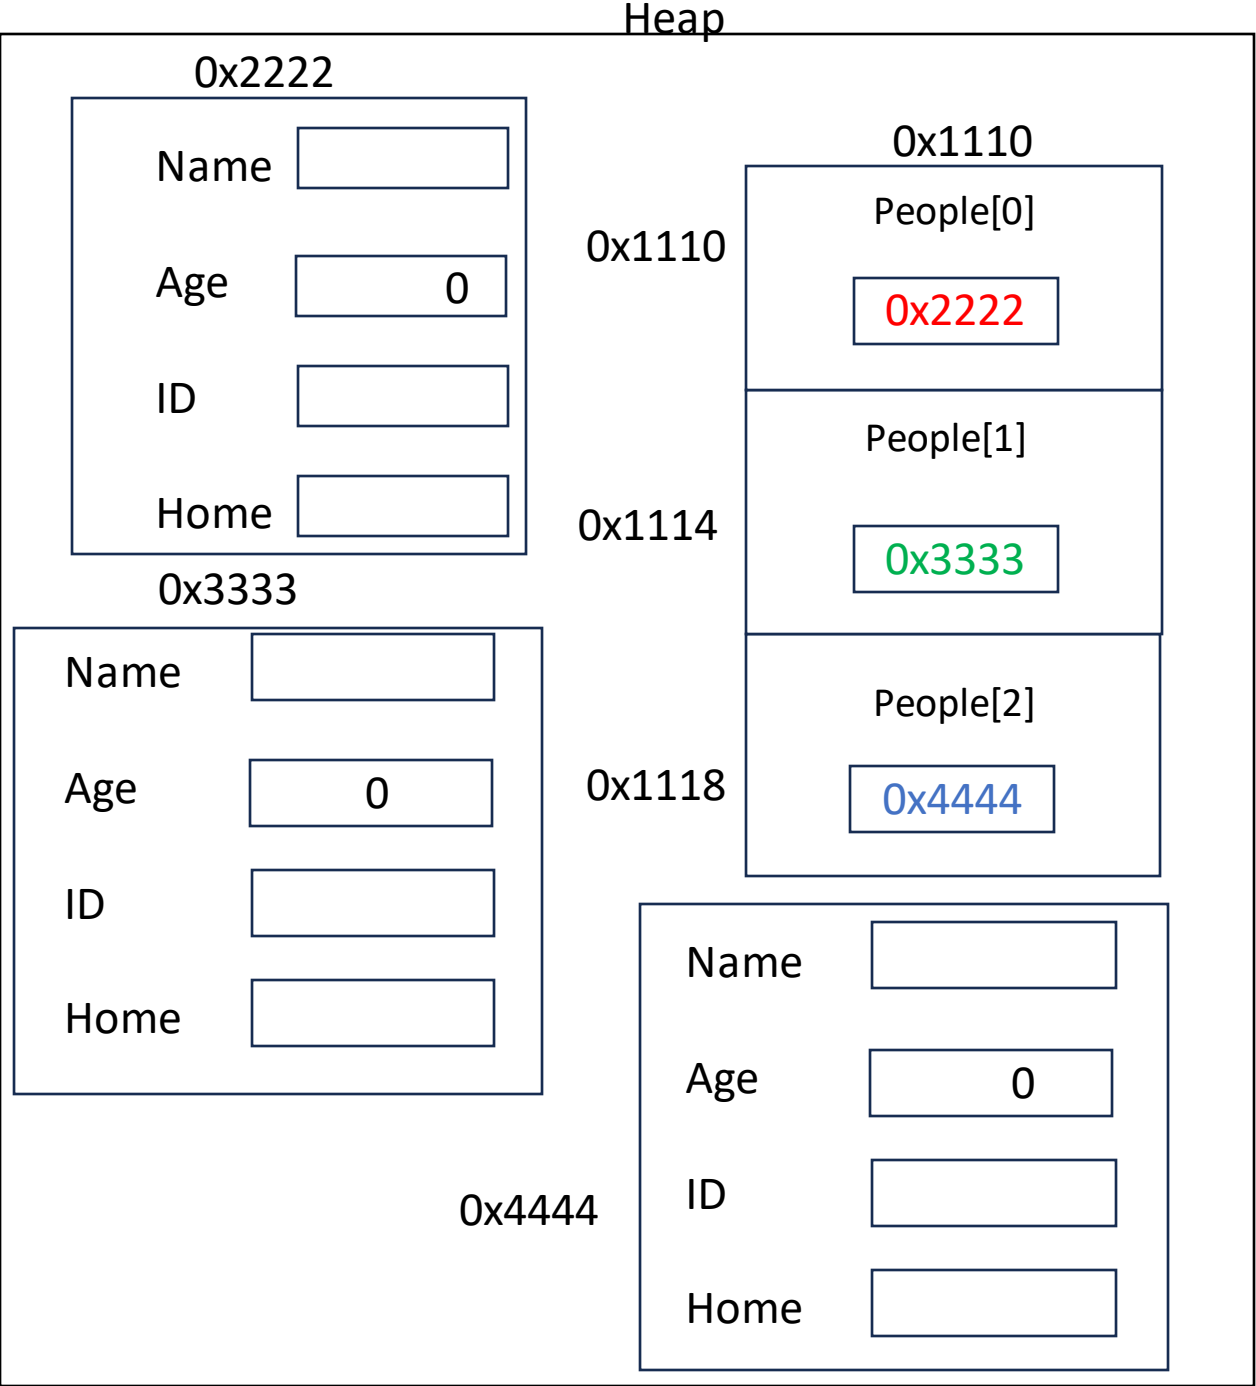 Heap
0x2222
Name
Age 0
ID
Home
0x3333
Name
Age 0
ID
Home
0x1110
0x1110
People[0]
0x2222
0x1114
People[1]
0x3333
0x1118
People[2]
0x4444
0x4444
Name
Age 0
ID
Home